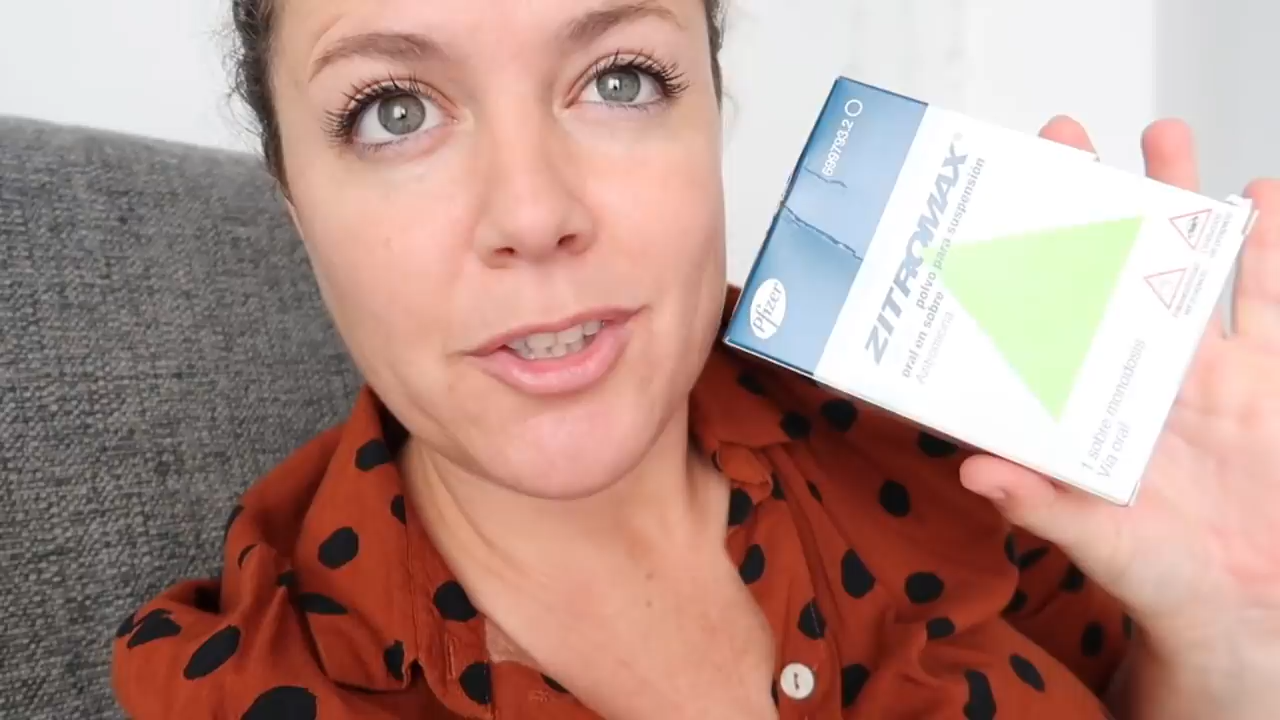 699793.2
Pfizer
ZITROMAX®
polvo para suspensión
oral en sobre
Azitromicina
1 sobre monodosis
Vía oral